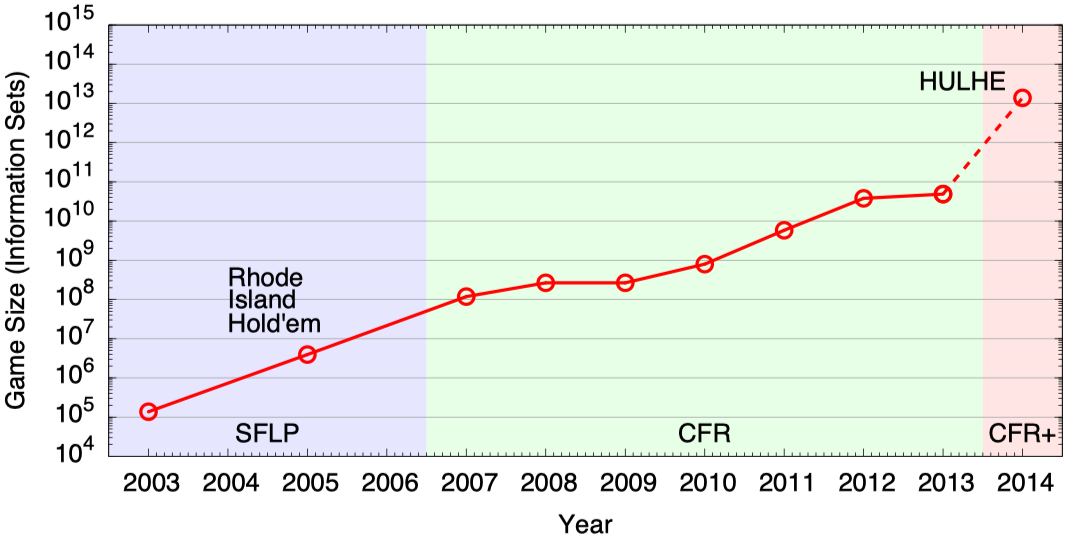 10^15
10^14
10^13
10^12
10^11
10^10
10^9
10^8
10^7
10^6
10^5
10^4
Game Size (Information Sets)
HULHE
Rhode
Island
Hold'em
SFLP
CFR
CFR+
2003 2004 2005 2006 2007 2008 2009 2010 2011 2012 2013 2014
Year